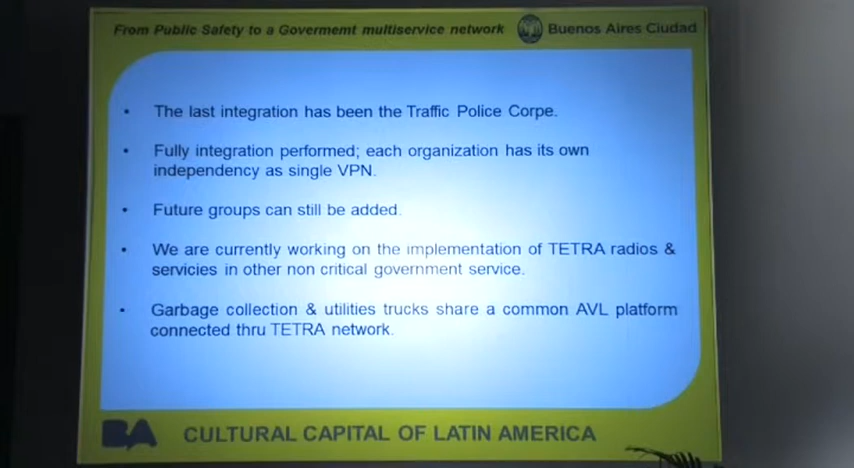 From Public Safety to a Govermemt multiservice network
Buenos Aires Ciudad
• The last integration has been the Traffic Police Corpe.
• Fully integration performed; each organization has its own
independency as single VPN.
• Future groups can still be added.
• We are currently working on the implementation of TETRA radios &
servicies in other non critical government service.
• Garbage collection & utilities trucks share a common AVL platform
connected thru TETRA network.
BA
CULTURAL CAPITAL OF LATIN AMERICA